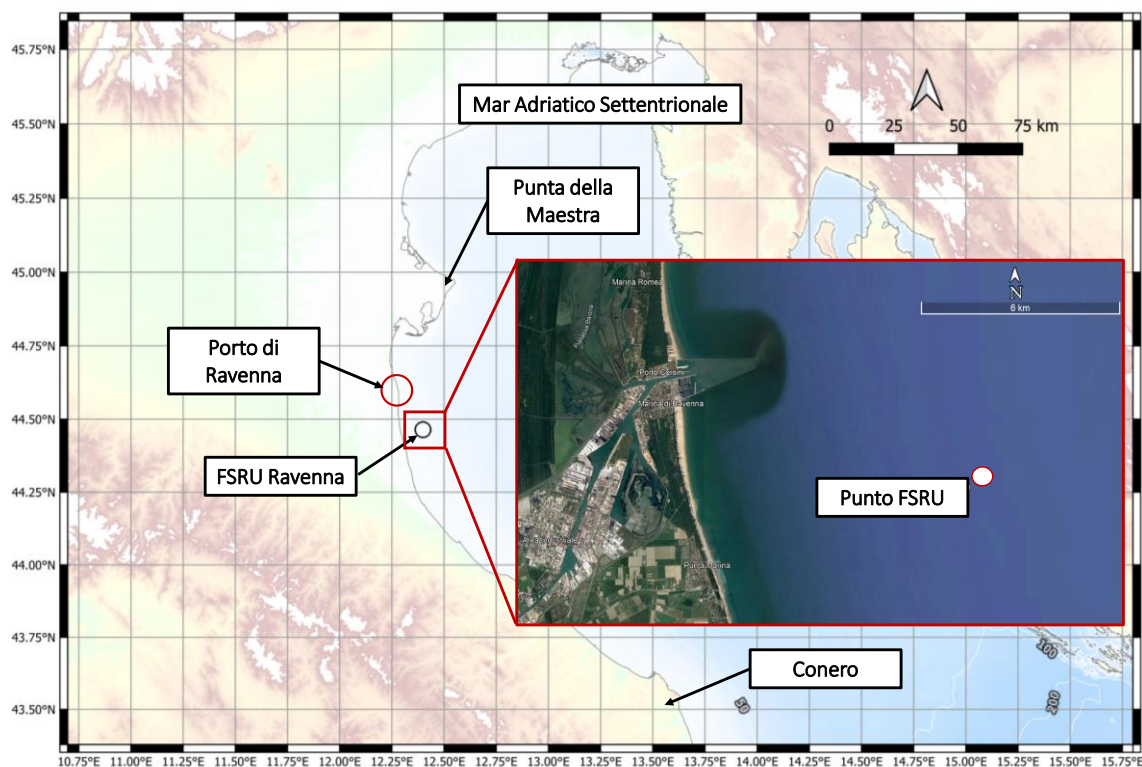 45.75°N
45.50°N
45.25°N
45.00°N
44.75°N
44.50°N
44.25°N
44.00°N
43.75°N
43.50°N
Mar Adriatico Settentrionale
0 25 50 75 km
Punta della
Maestra
Porto di
Ravenna
FSRU Ravenna
Marina Romea
N
6 km
Porto Corsini
Marina di Ravenna
Punto FSRU
Punta Marina
Conero
50
100
200
10.75°E 11.00°E 11.25°E 11.50°E 11.75°E 12.00°E 12.25°E 12.50°E 12.75°E 13.00°E 13.25°E 13.50°E 13.75°E 14.00°E 14.25°E 14.50°E 14.75°E 15.00°E 15.25°E 15.50°E 15.75°E